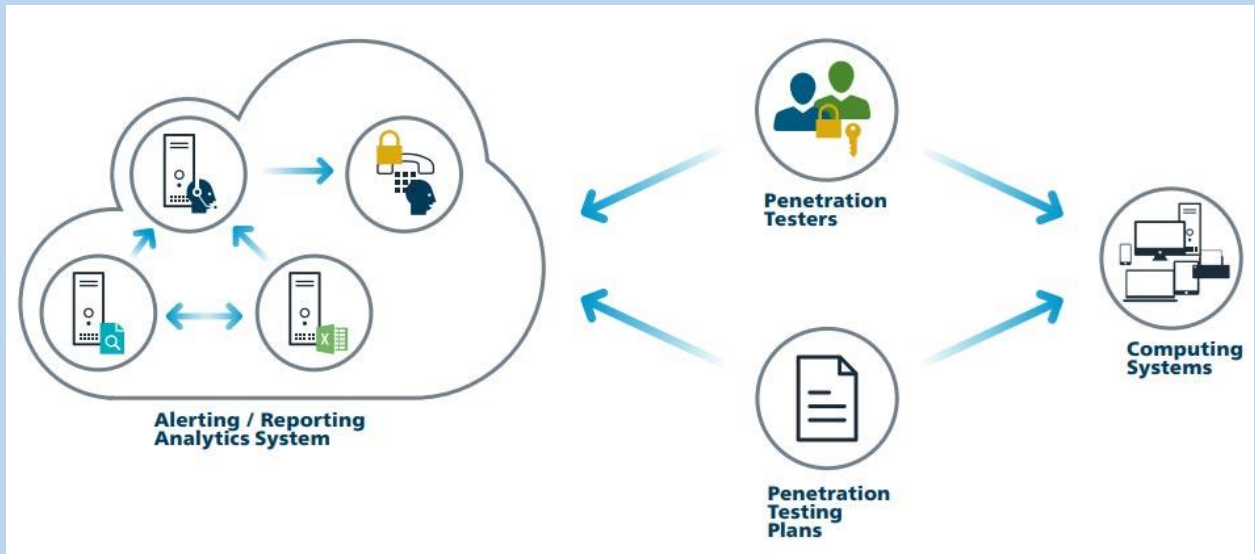 Penetration
Testers
Computing
Systems
Alerting / Reporting
Analytics System
Penetration
Testing
Plans
X